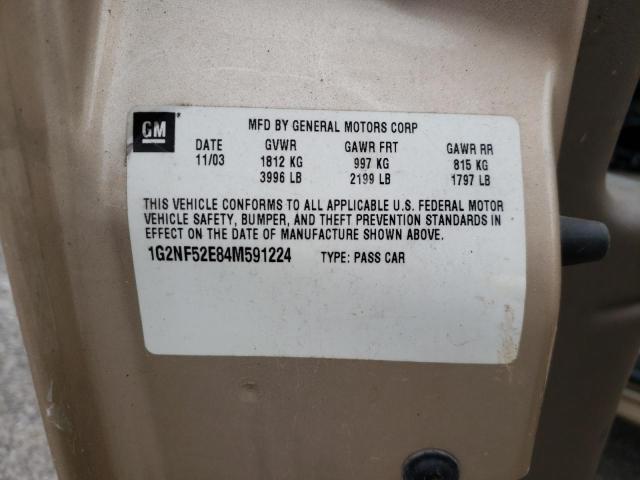 GM MFD BY GENERAL MOTORS CORP
DATE GVWR GAWR FRT GAWR RR
11/03 1812 KG 997 KG 815 KG
3996 LB 2199 LB 1797 LB
THIS VEHICLE CONFORMS TO ALL APPLICABLE U.S. FEDERAL MOTOR
VEHICLE SAFETY, BUMPER, AND THEFT PREVENTION STANDARDS IN
EFFECT ON THE DATE OF MANUFACTURE SHOWN ABOVE.
1G2NF52E84M591224 TYPE: PASS CAR